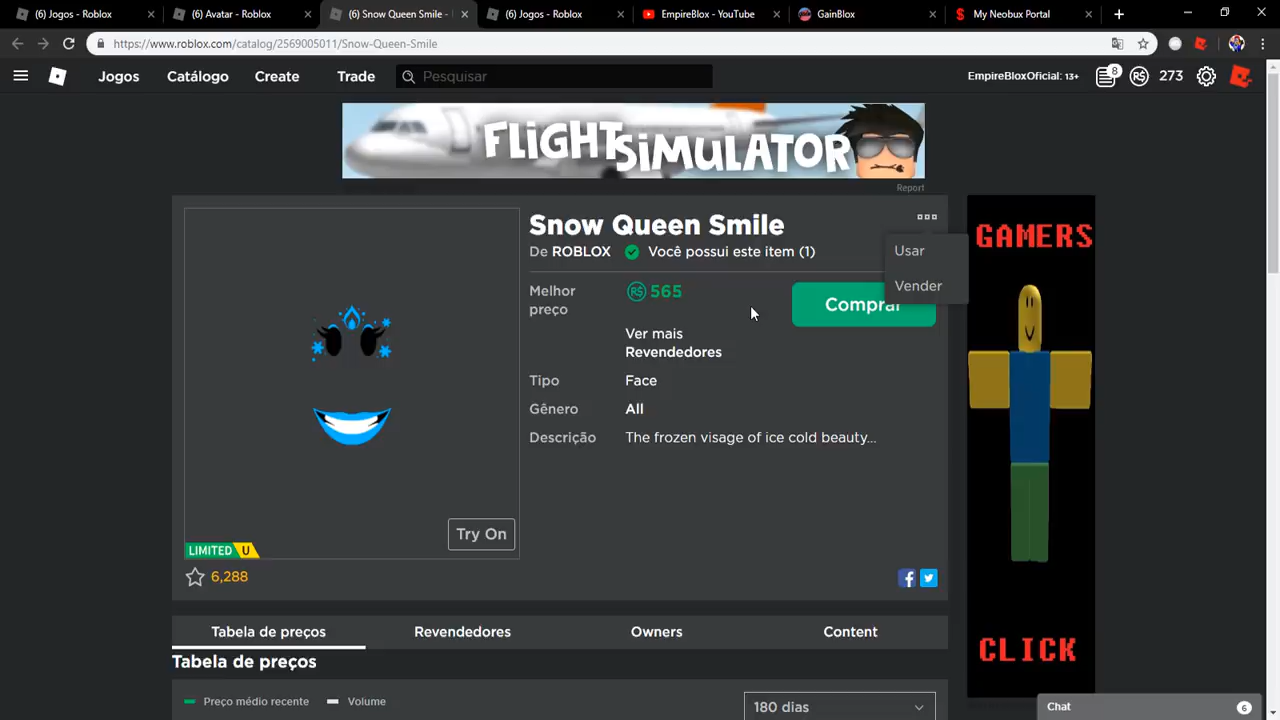 (6) Jogos - Roblox
(6) Avatar - Roblox
(6) Snow Queen Smile -
(6) Jogos - Roblox
EmpireBlox - YouTube
GainBlox
My Neobux Portal
https://www.roblox.com/catalog/2569005011/Snow-Queen-Smile
Jogos
Catálogo
Create
Trade
Pesquisar
EmpireBloxOficial: 13+
8
R$
273
FLIGHT SIMULATOR
Report
Snow Queen Smile
De ROBLOX
Você possui este item (1)
Usar
Vender
Melhor
preço
R$ 565
Comprar
Ver mais
Revendedores
Tipo
Face
Gênero
All
Descrição
The frozen visage of ice cold beauty...
Try On
LIMITED U
6,288
GAMERS
CLICK
Tabela de preços
Revendedores
Owners
Content
Tabela de preços
Preço médio recente
Volume
180 dias
Chat
6